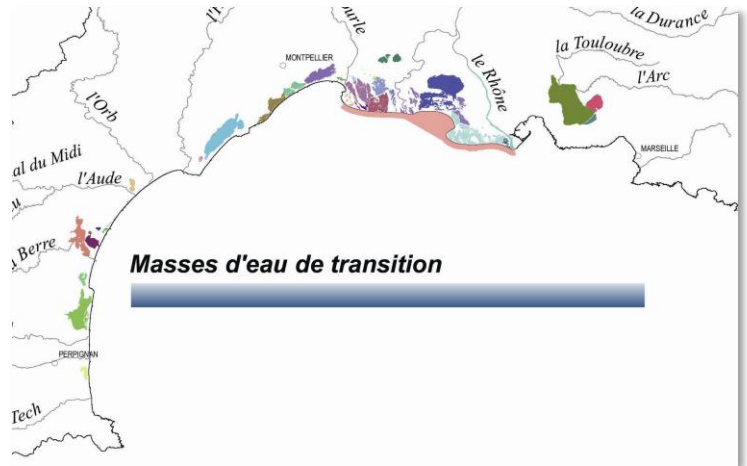 la Durance
la Touloubre
l'Arc
MONTPELLIER
le Rhône
MARSEILLE
l'Orb
al du Midi
l'Aude
Berre
Masses d'eau de transition
PERPIGNAN
Tech